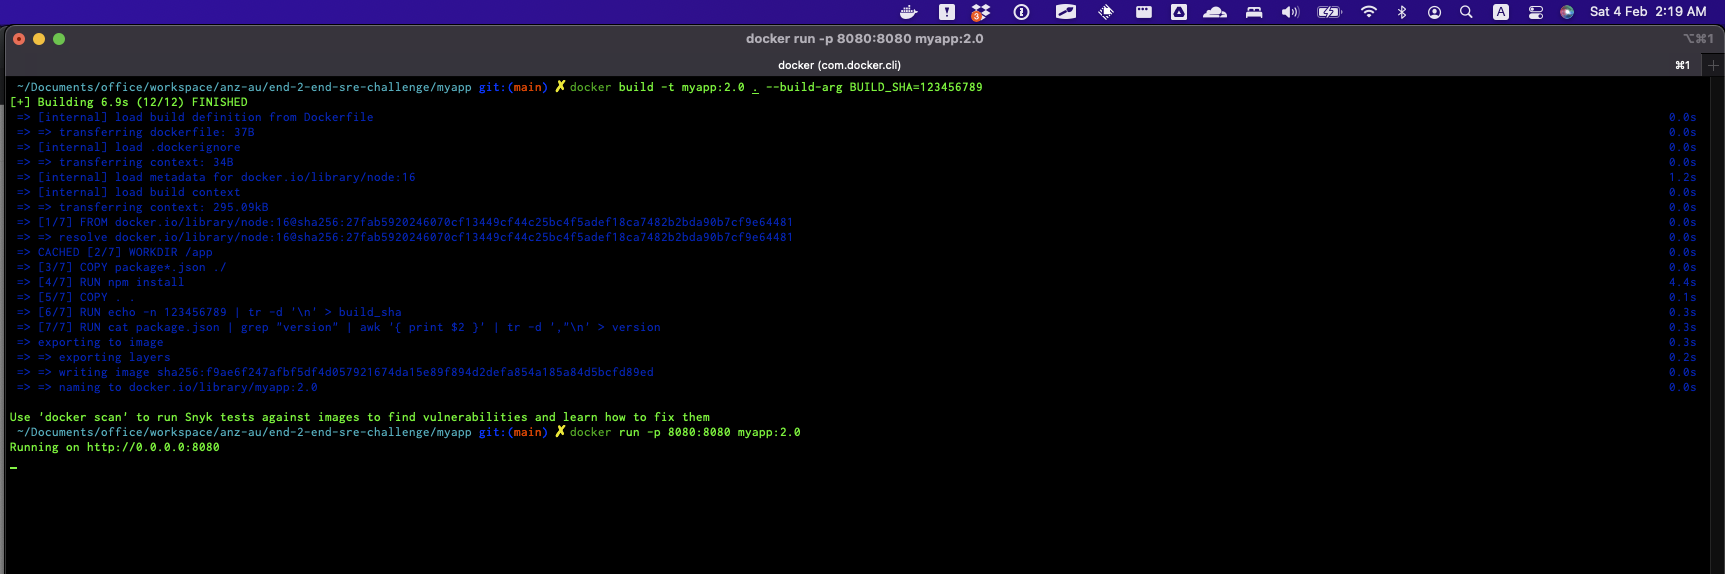 3
A
Sat 4 Feb 2:19 AM
docker run -p 8080:8080 myapp:2.0
⌥⌘1
docker (com.docker.cli)
⌘1
~/Documents/office/workspace/anz-au/end-2-end-sre-challenge/myapp git:(main) ✗ docker build -t myapp:2.0 . --build-arg BUILD_SHA=123456789
[+] Building 6.9s (12/12) FINISHED
=> [internal] load build definition from Dockerfile 0.0s
=> => transferring dockerfile: 37B 0.0s
=> [internal] load .dockerignore 0.0s
=> => transferring context: 34B 0.0s
=> [internal] load metadata for docker.io/library/node:16 1.2s
=> [internal] load build context 0.0s
=> => transferring context: 295.09kB 0.0s
=> [1/7] FROM docker.io/library/node:16@sha256:27fab5920246070cf13449cf44c25bc4f5adef18ca7482b2bda90b7cf9e64481 0.0s
=> => resolve docker.io/library/node:16@sha256:27fab5920246070cf13449cf44c25bc4f5adef18ca7482b2bda90b7cf9e64481 0.0s
=> CACHED [2/7] WORKDIR /app 0.0s
=> [3/7] COPY package*.json ./ 0.0s
=> [4/7] RUN npm install 4.4s
=> [5/7] COPY . . 0.1s
=> [6/7] RUN echo -n 123456789 | tr -d '\n' > build_sha 0.3s
=> [7/7] RUN cat package.json | grep "version" | awk '{ print $2 }' | tr -d ',"\n' > version 0.3s
=> exporting to image 0.3s
=> => exporting layers 0.2s
=> => writing image sha256:f9ae6f247afbf5df4d057921674da15e89f894d2defa854a185a84d5bcfd89ed 0.0s
=> => naming to docker.io/library/myapp:2.0 0.0s
Use 'docker scan' to run Snyk tests against images to find vulnerabilities and learn how to fix them
~/Documents/office/workspace/anz-au/end-2-end-sre-challenge/myapp git:(main) ✗ docker run -p 8080:8080 myapp:2.0
Running on http://0.0.0.0:8080